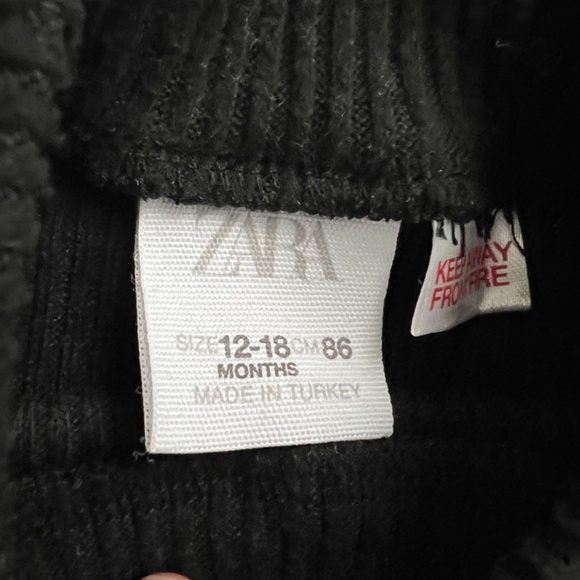 ZARA
SIZE 12-18 CM 86
MONTHS
MADE IN TURKEY
KEEP AWAY
FROM FIRE